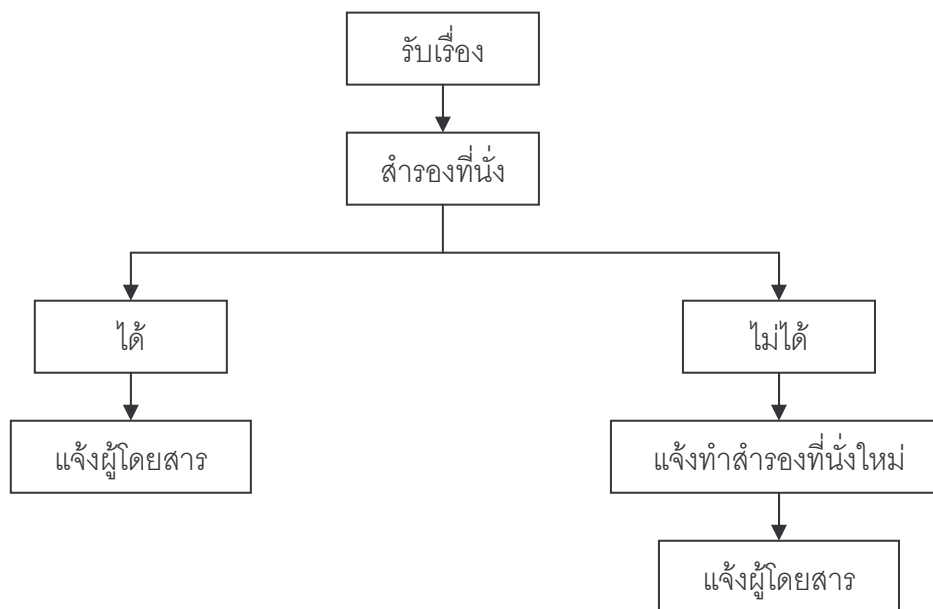 รับเรื่อง
สำรองที่นั่ง
ได้
ไม่ได้
แจ้งผู้โดยสาร
แจ้งทำสำรองที่นั่งใหม่
แจ้งผู้โดยสาร